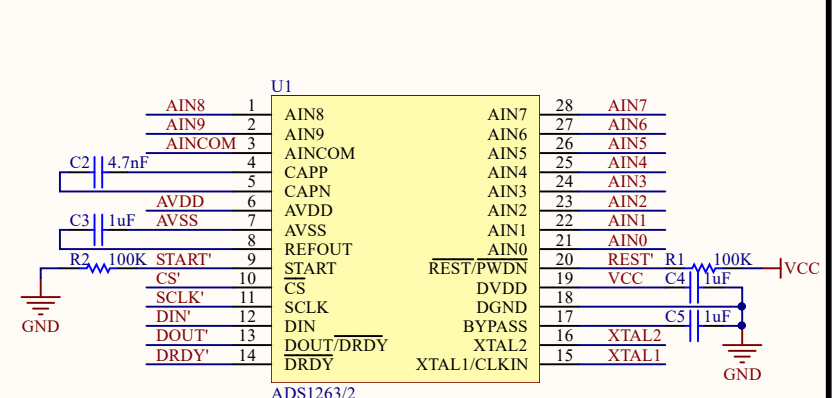 U1
AIN8 1 AIN8 AIN7 28 AIN7
AIN9 2 AIN9 AIN6 27 AIN6
AINCOM 3 AINCOM AIN5 26 AIN5
C2 4.7nF 4 CAPP AIN4 25 AIN4
5 CAPN AIN3 24 AIN3
AVDD 6 AVDD AIN2 23 AIN2
C3 1uF AVSS 7 AVSS AIN1 22 AIN1
8 REFOUT AIN0 21 AIN0
R2 100K START' 9 START REST/PWDN 20 REST' R1 100K VCC
CS' 10 CS DVDD 19 VCC C4 1uF
SCLK' 11 SCLK DGND 18
DIN' 12 DIN BYPASS 17 C5 1uF
DOUT' 13 DOUT/DRDY XTAL2 16 XTAL2
DRDY' 14 DRDY XTAL1/CLKIN 15 XTAL1
GND
GND
ADS1263/2